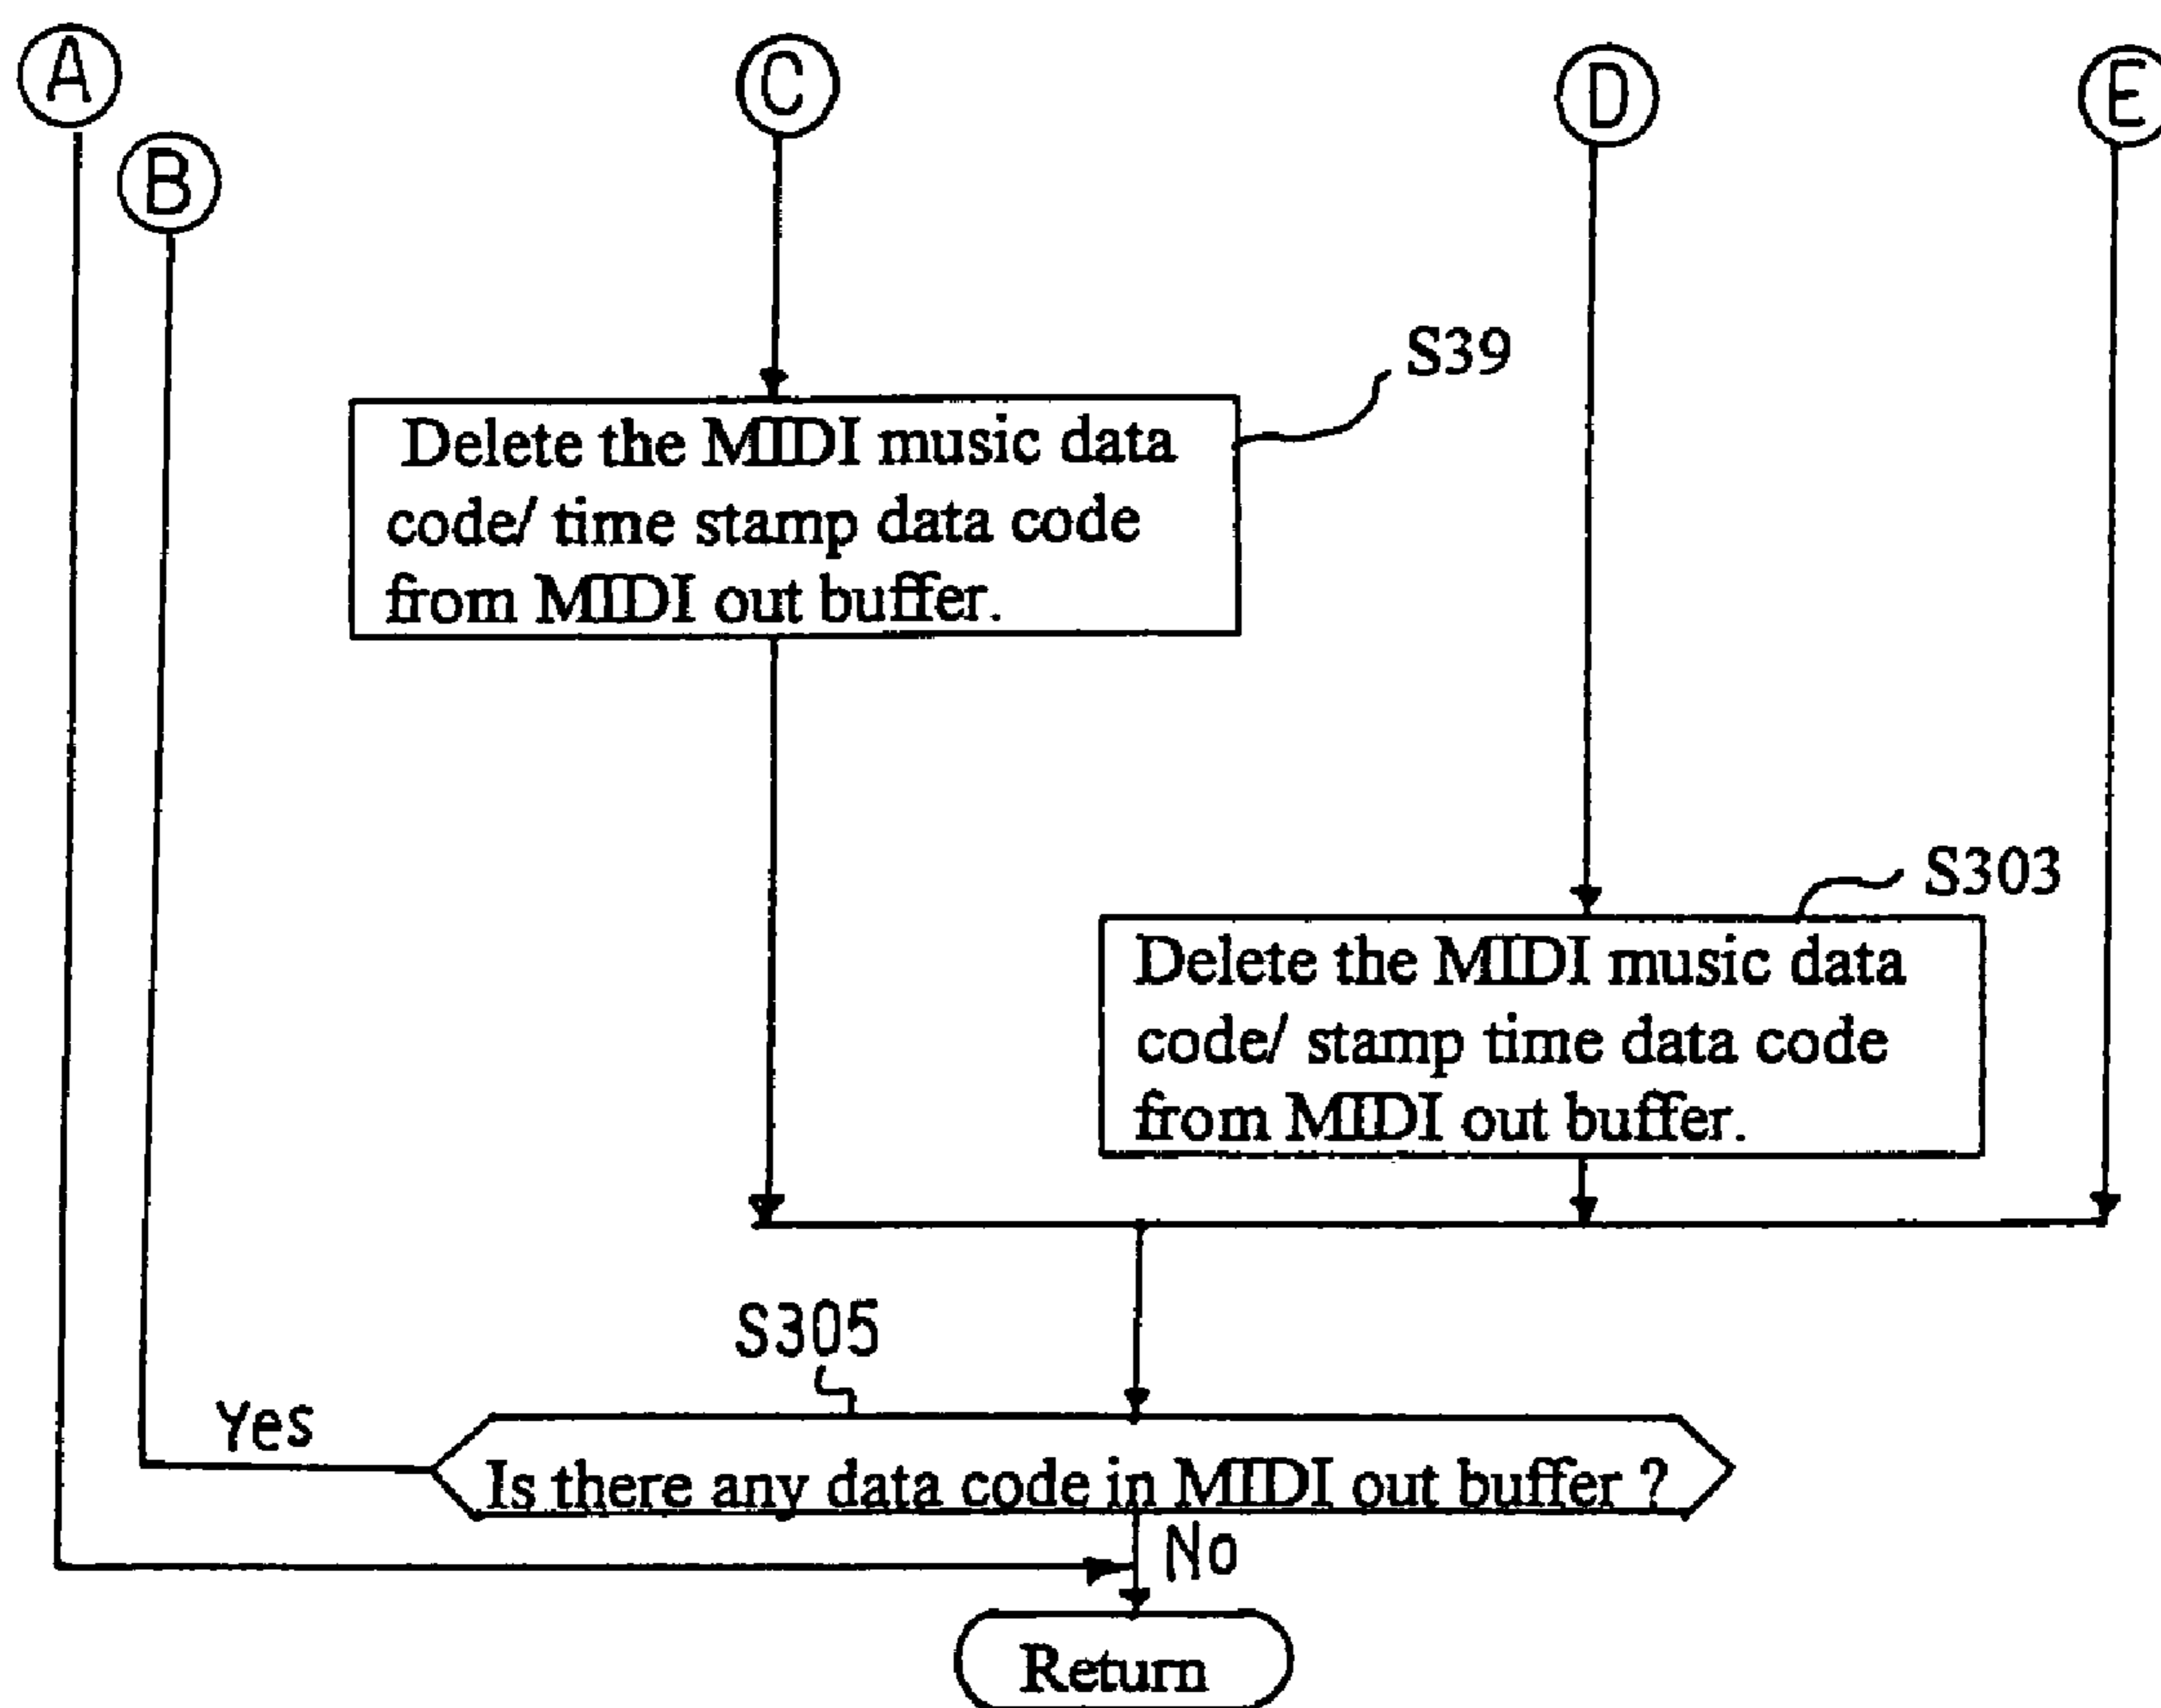 A
C
D
E
B
S39
Delete the MIDI music data
code/ time stamp data code
from MIDI out buffer.
S303
Delete the MIDI music data
code/ stamp time data code
from MIDI out buffer.
S305
Yes
Is there any data code in MIDI out buffer ?
No
Return